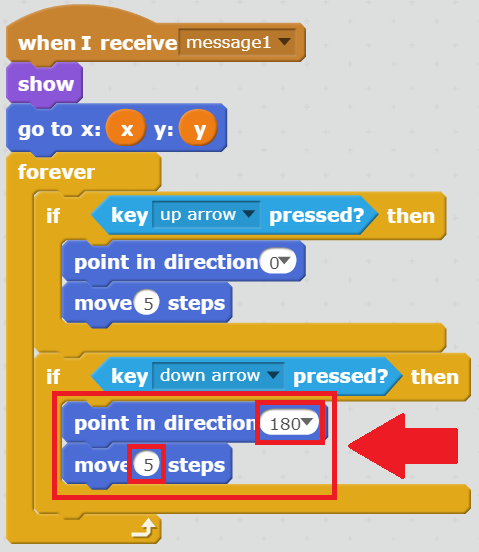 when I receive message1
show
go to x: x y: y
forever
if key up arrow pressed? then
point in direction 0
move 5 steps
if key down arrow pressed? then
point in direction 180
move 5 steps